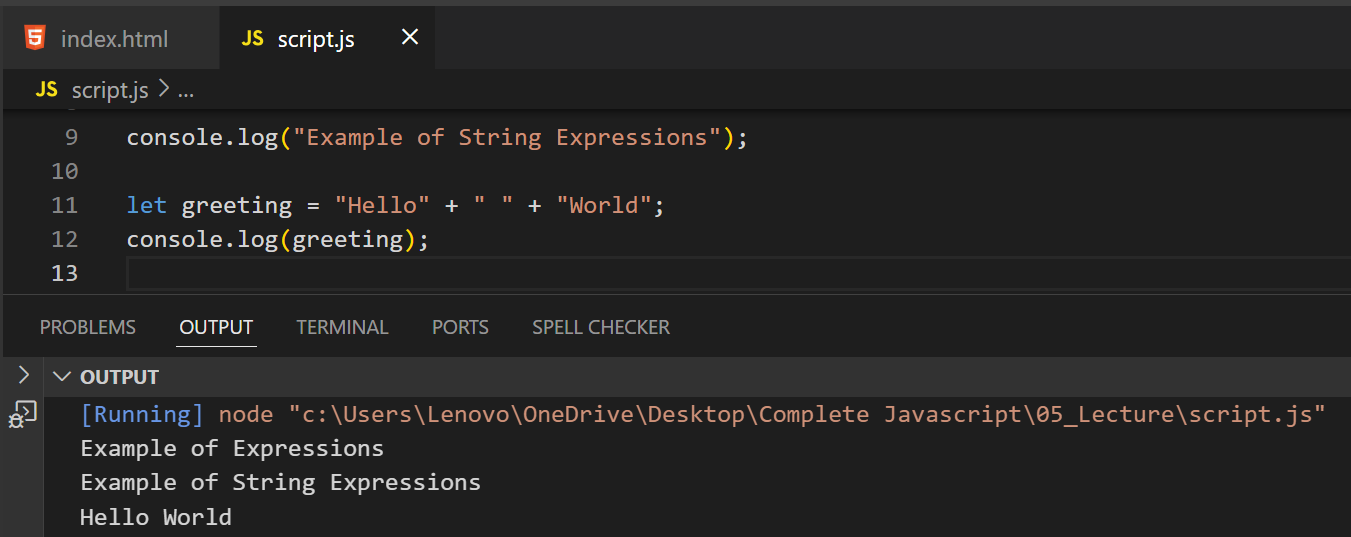 index.html JS script.js
JS script.js > ...
9 console.log("Example of String Expressions");
10
11 let greeting = "Hello" + " " + "World";
12 console.log(greeting);
13
PROBLEMS OUTPUT TERMINAL PORTS SPELL CHECKER
OUTPUT
[Running] node "c:\Users\Lenovo\OneDrive\Desktop\Complete Javascript\05_Lecture\script.js"
Example of Expressions
Example of String Expressions
Hello World